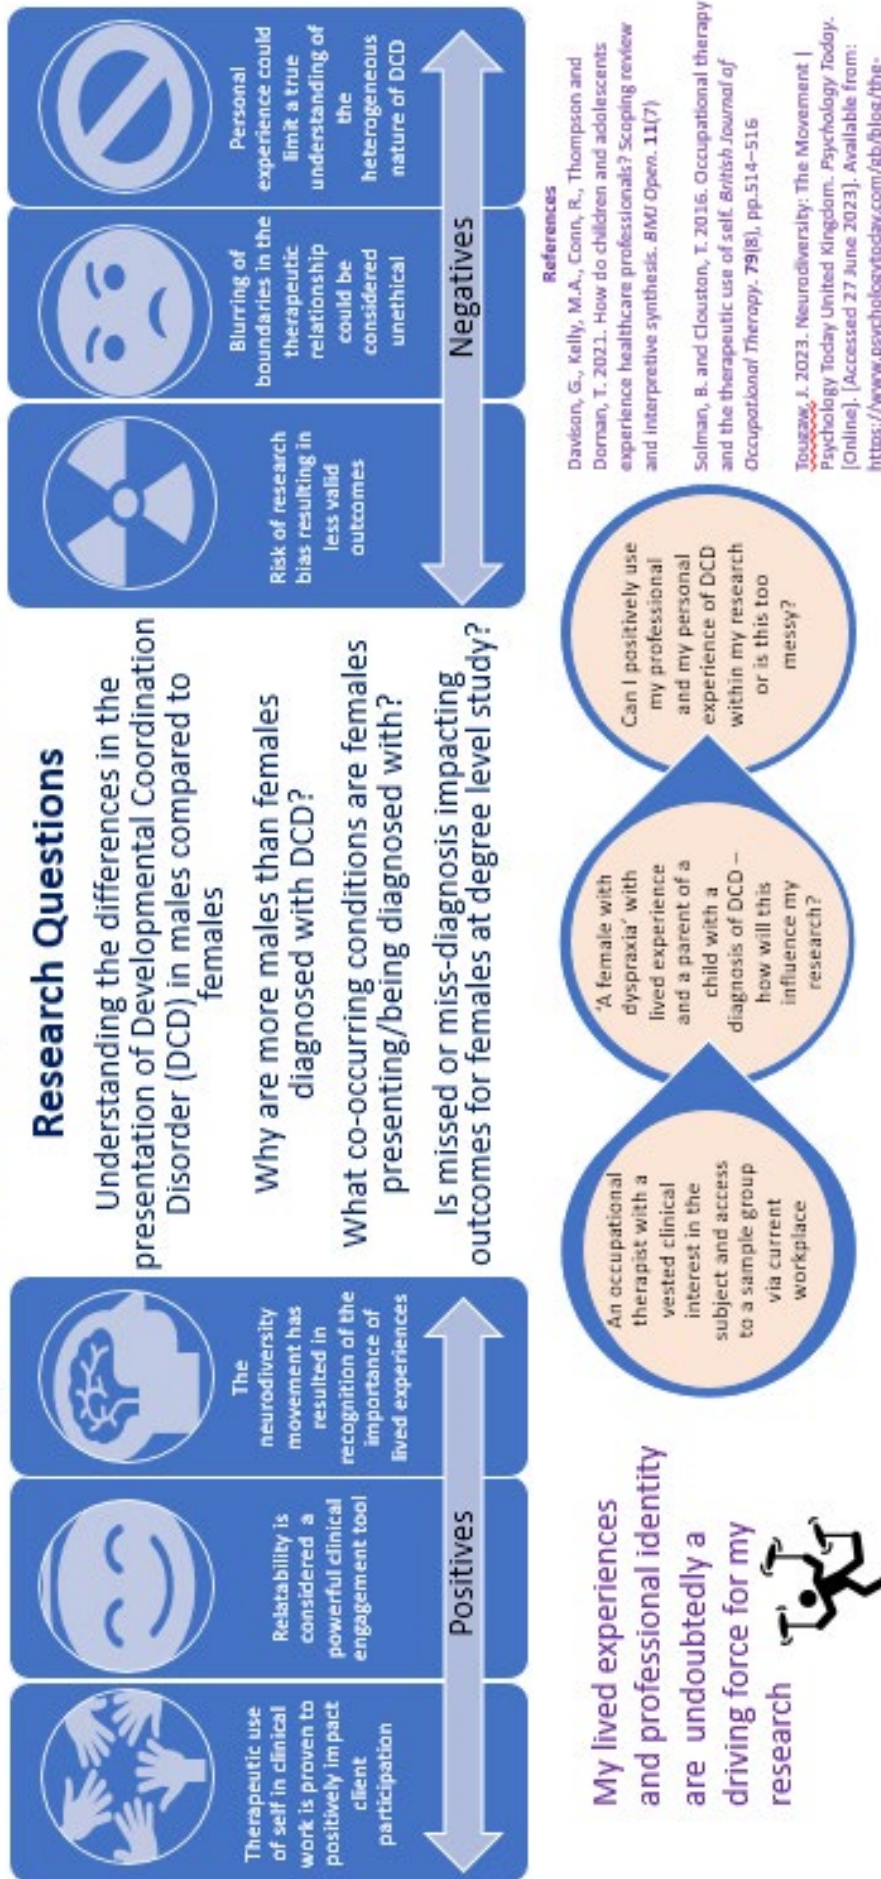 Therapeutic use
of self in clinical
work is proven to
positively impact
client
participation
Relatability is
considered a
powerful clinical
engagement tool
The
neurodiversity
movement has
resulted in
recognition of the
importance of
lived experiences
Positives
Research Questions
Understanding the differences in the
presentation of Developmental Coordination
Disorder (DCD) in males compared to
females
Why are more males than females
diagnosed with DCD?
What co-occurring conditions are females
presenting/being diagnosed with?
Is missed or miss-diagnosis impacting
outcomes for females at degree level study?
Risk of research
bias resulting in
less valid
outcomes
Blurring of
boundaries in the
therapeutic
relationship
could be
considered
unethical
Personal
experience could
limit a true
understanding of
the
heterogeneous
nature of DCD
Negatives
My lived experiences
and professional identity
are undoubtedly a
driving force for my
research
An occupational
therapist with a
vested clinical
interest in the
subject and access
to a sample group
via current
workplace
'A female with
dyspraxia' with
lived experience
and a parent of a
child with a
diagnosis of DCD –
how will this
influence my
research?
Can I positively use
my professional
and my personal
experience of DCD
within my research
or is this too
messy?
References
Davison, G., Kelly, M.A., Conn, R., Thompson and
Dornan, T. 2021. How do children and adolescents
experience healthcare professionals? Scoping review
and interpretive synthesis. BMJ Open. 11(7)
Solman, B. and Clouston, T. 2016. Occupational therapy
and the therapeutic use of self. British Journal of
Occupational Therapy. 79(8), pp.514–516
Touzaw, J. 2023. Neurodiversity: The Movement |
Psychology Today United Kingdom. Psychology Today.
[Online]. [Accessed 27 June 2023]. Available from:
https://www.psychologytoday.com/gb/blog/the-